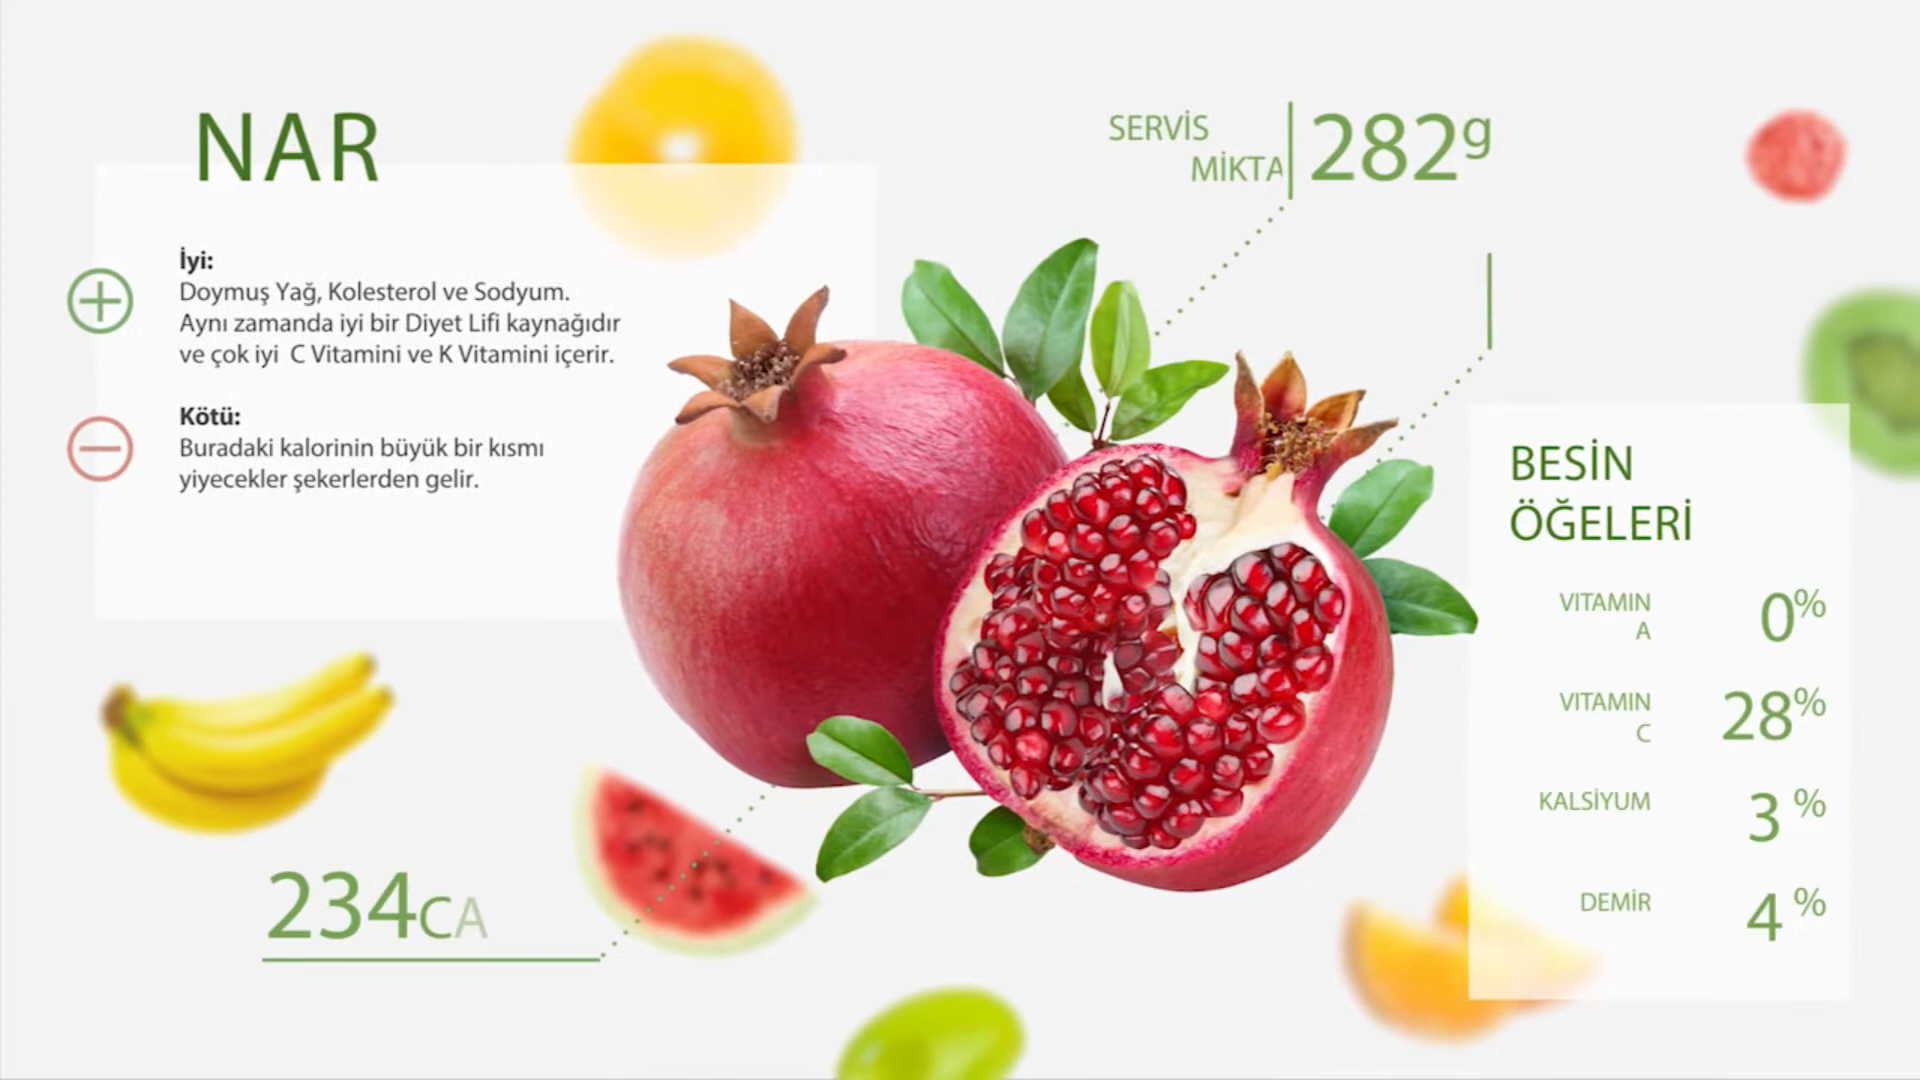 NAR
İyi:
Doymuş Yağ, Kolesterol ve Sodyum.
Aynı zamanda iyi bir Diyet Lifi kaynağıdır
ve çok iyi C Vitamini ve K Vitamini içerir.
Kötü:
Buradaki kalorinin büyük bir kısmı
yiyecekler şekerlerden gelir.
SERVİS
MİKTA
282g
BESİN
ÖĞELERİ
VITAMIN
A
0%
VITAMIN
C
28%
KALSİYUM
3 %
DEMİR
4 %
234CA